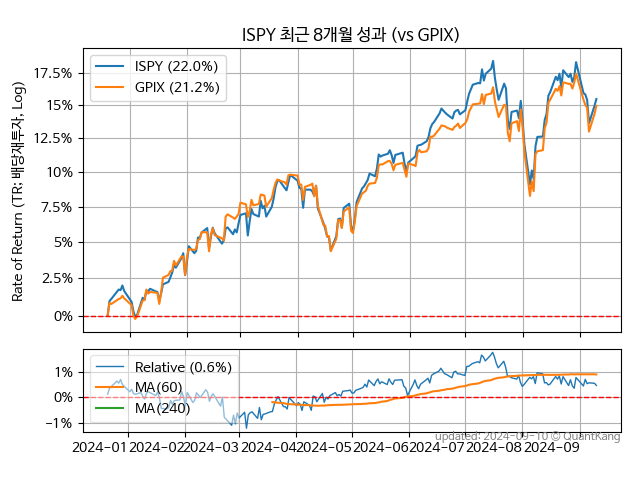 ISPY 최근 8개월 성과 (vs GPIX)
Rate of Return (TR: 배당재투자, Log)
17.5%
15%
12.5%
10%
7.5%
5%
2.5%
0%
ISPY (22.0%)
GPIX (21.2%)
1%
0%
−1%
Relative (0.6%)
MA(60)
MA(240)
updated: 2024-09-10 © QuantKang
2024−01 2024−02 2024−03 2024−04 2024−05 2024−06 2024−07 2024−08 2024−09